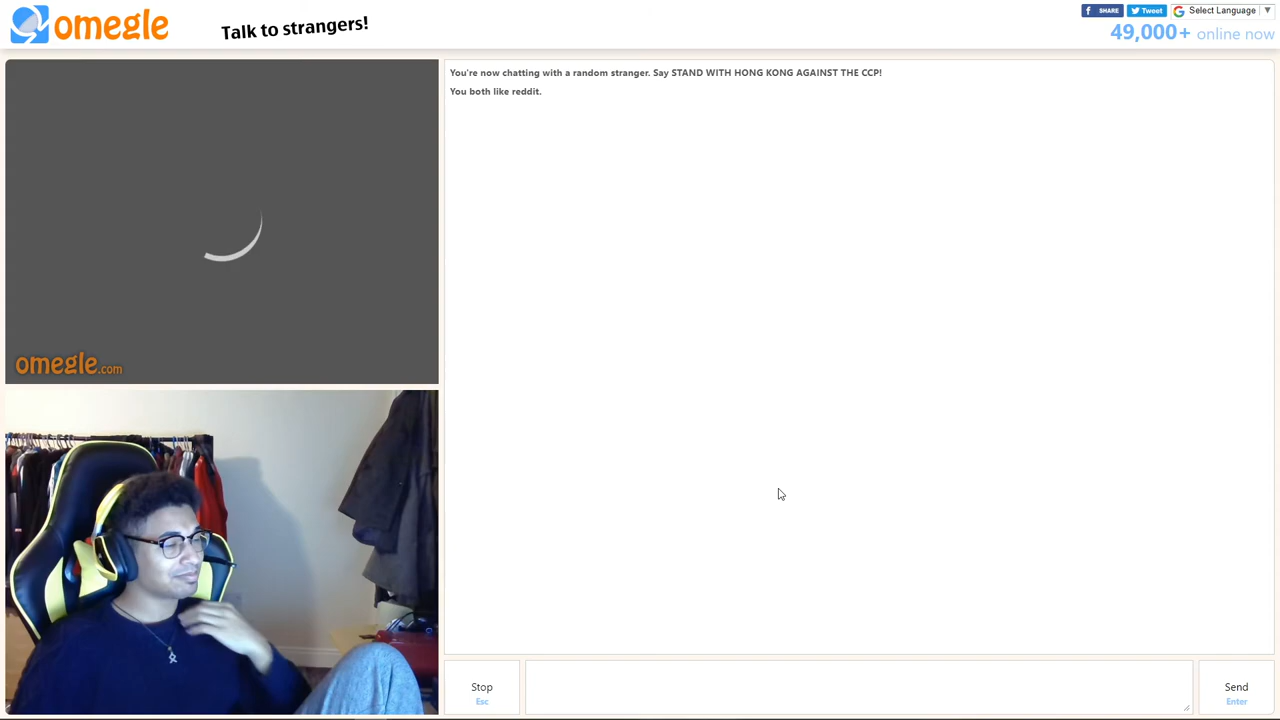 omegle
Talk to strangers!
SHARE
Tweet
Select Language ▼
49,000+ online now
You're now chatting with a random stranger. Say STAND WITH HONG KONG AGAINST THE CCP!
You both like reddit.
omegle.com
Stop
Esc
Send
Enter